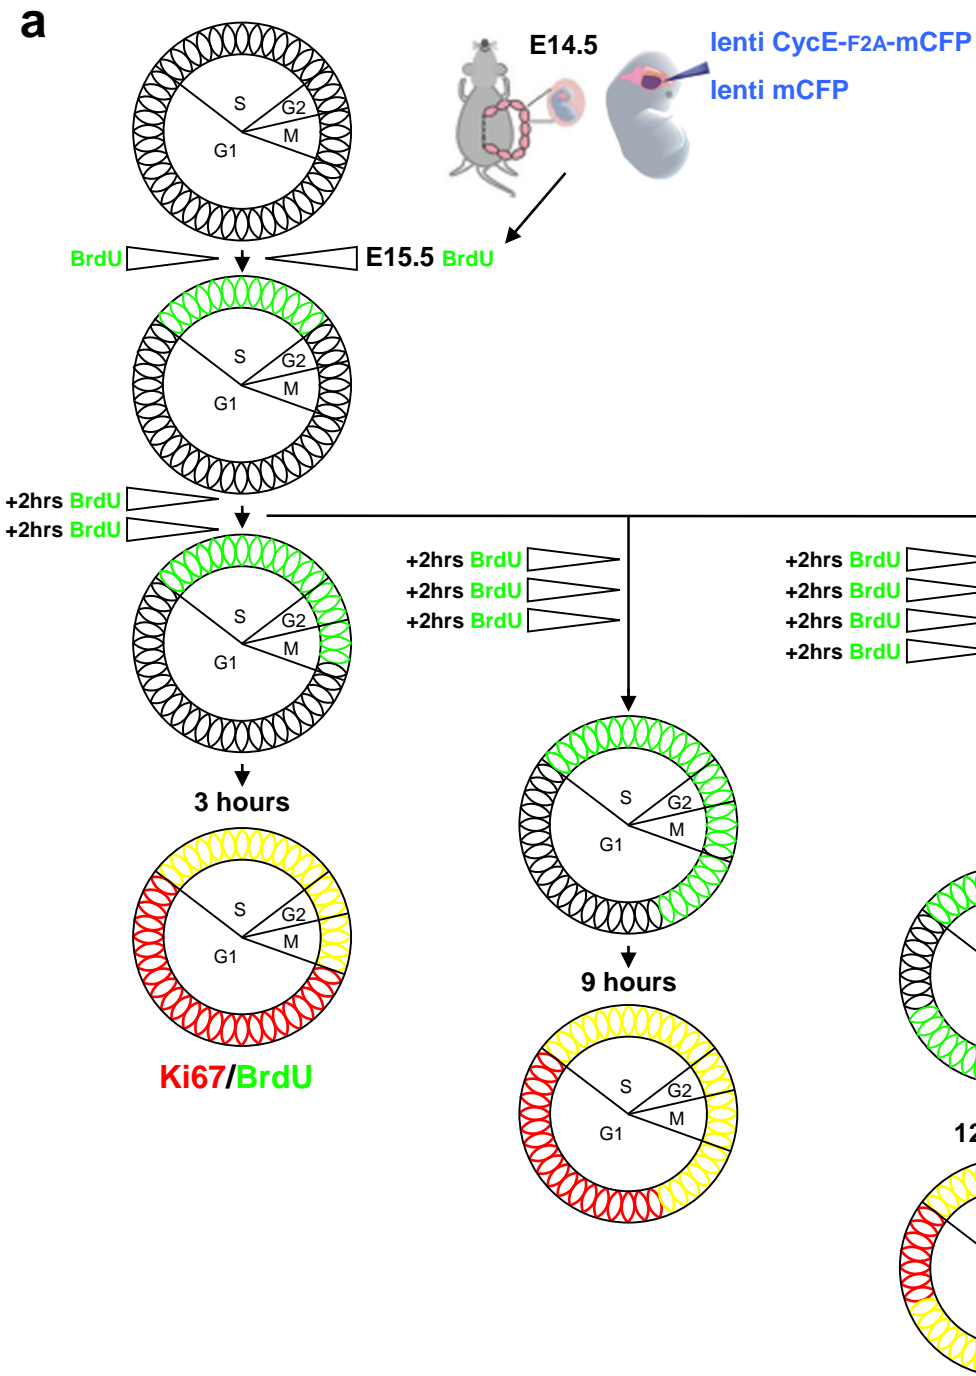 a
E14.5
lenti CycE-F2A-mCFP
lenti mCFP
S
G2
M
G1
BrdU
E15.5 BrdU
S
G2
M
G1
+2hrs BrdU
+2hrs BrdU
S
G2
M
G1
+2hrs BrdU
+2hrs BrdU
+2hrs BrdU
+2hrs BrdU
+2hrs BrdU
+2hrs BrdU
+2hrs BrdU
3 hours
S
G2
M
G1
Ki67/BrdU
S
G2
M
G1
9 hours
S
G2
M
G1
12